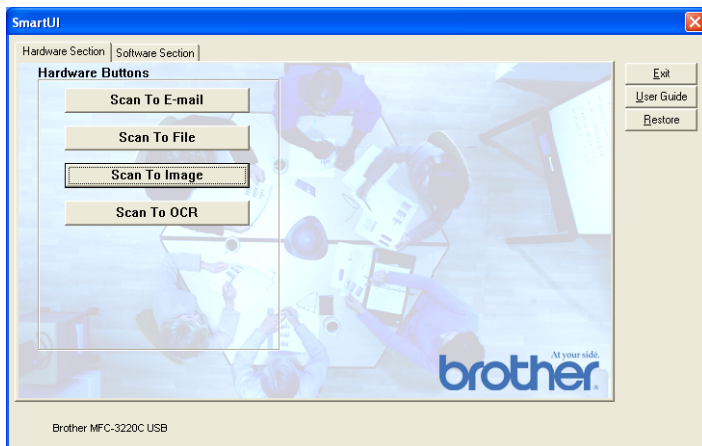 SmartUI
Hardware Section
Software Section
Hardware Buttons
Scan To E-mail
Scan To File
Scan To Image
Scan To OCR
Exit
User Guide
Restore
At your side.
brother
Brother MFC-3220C USB